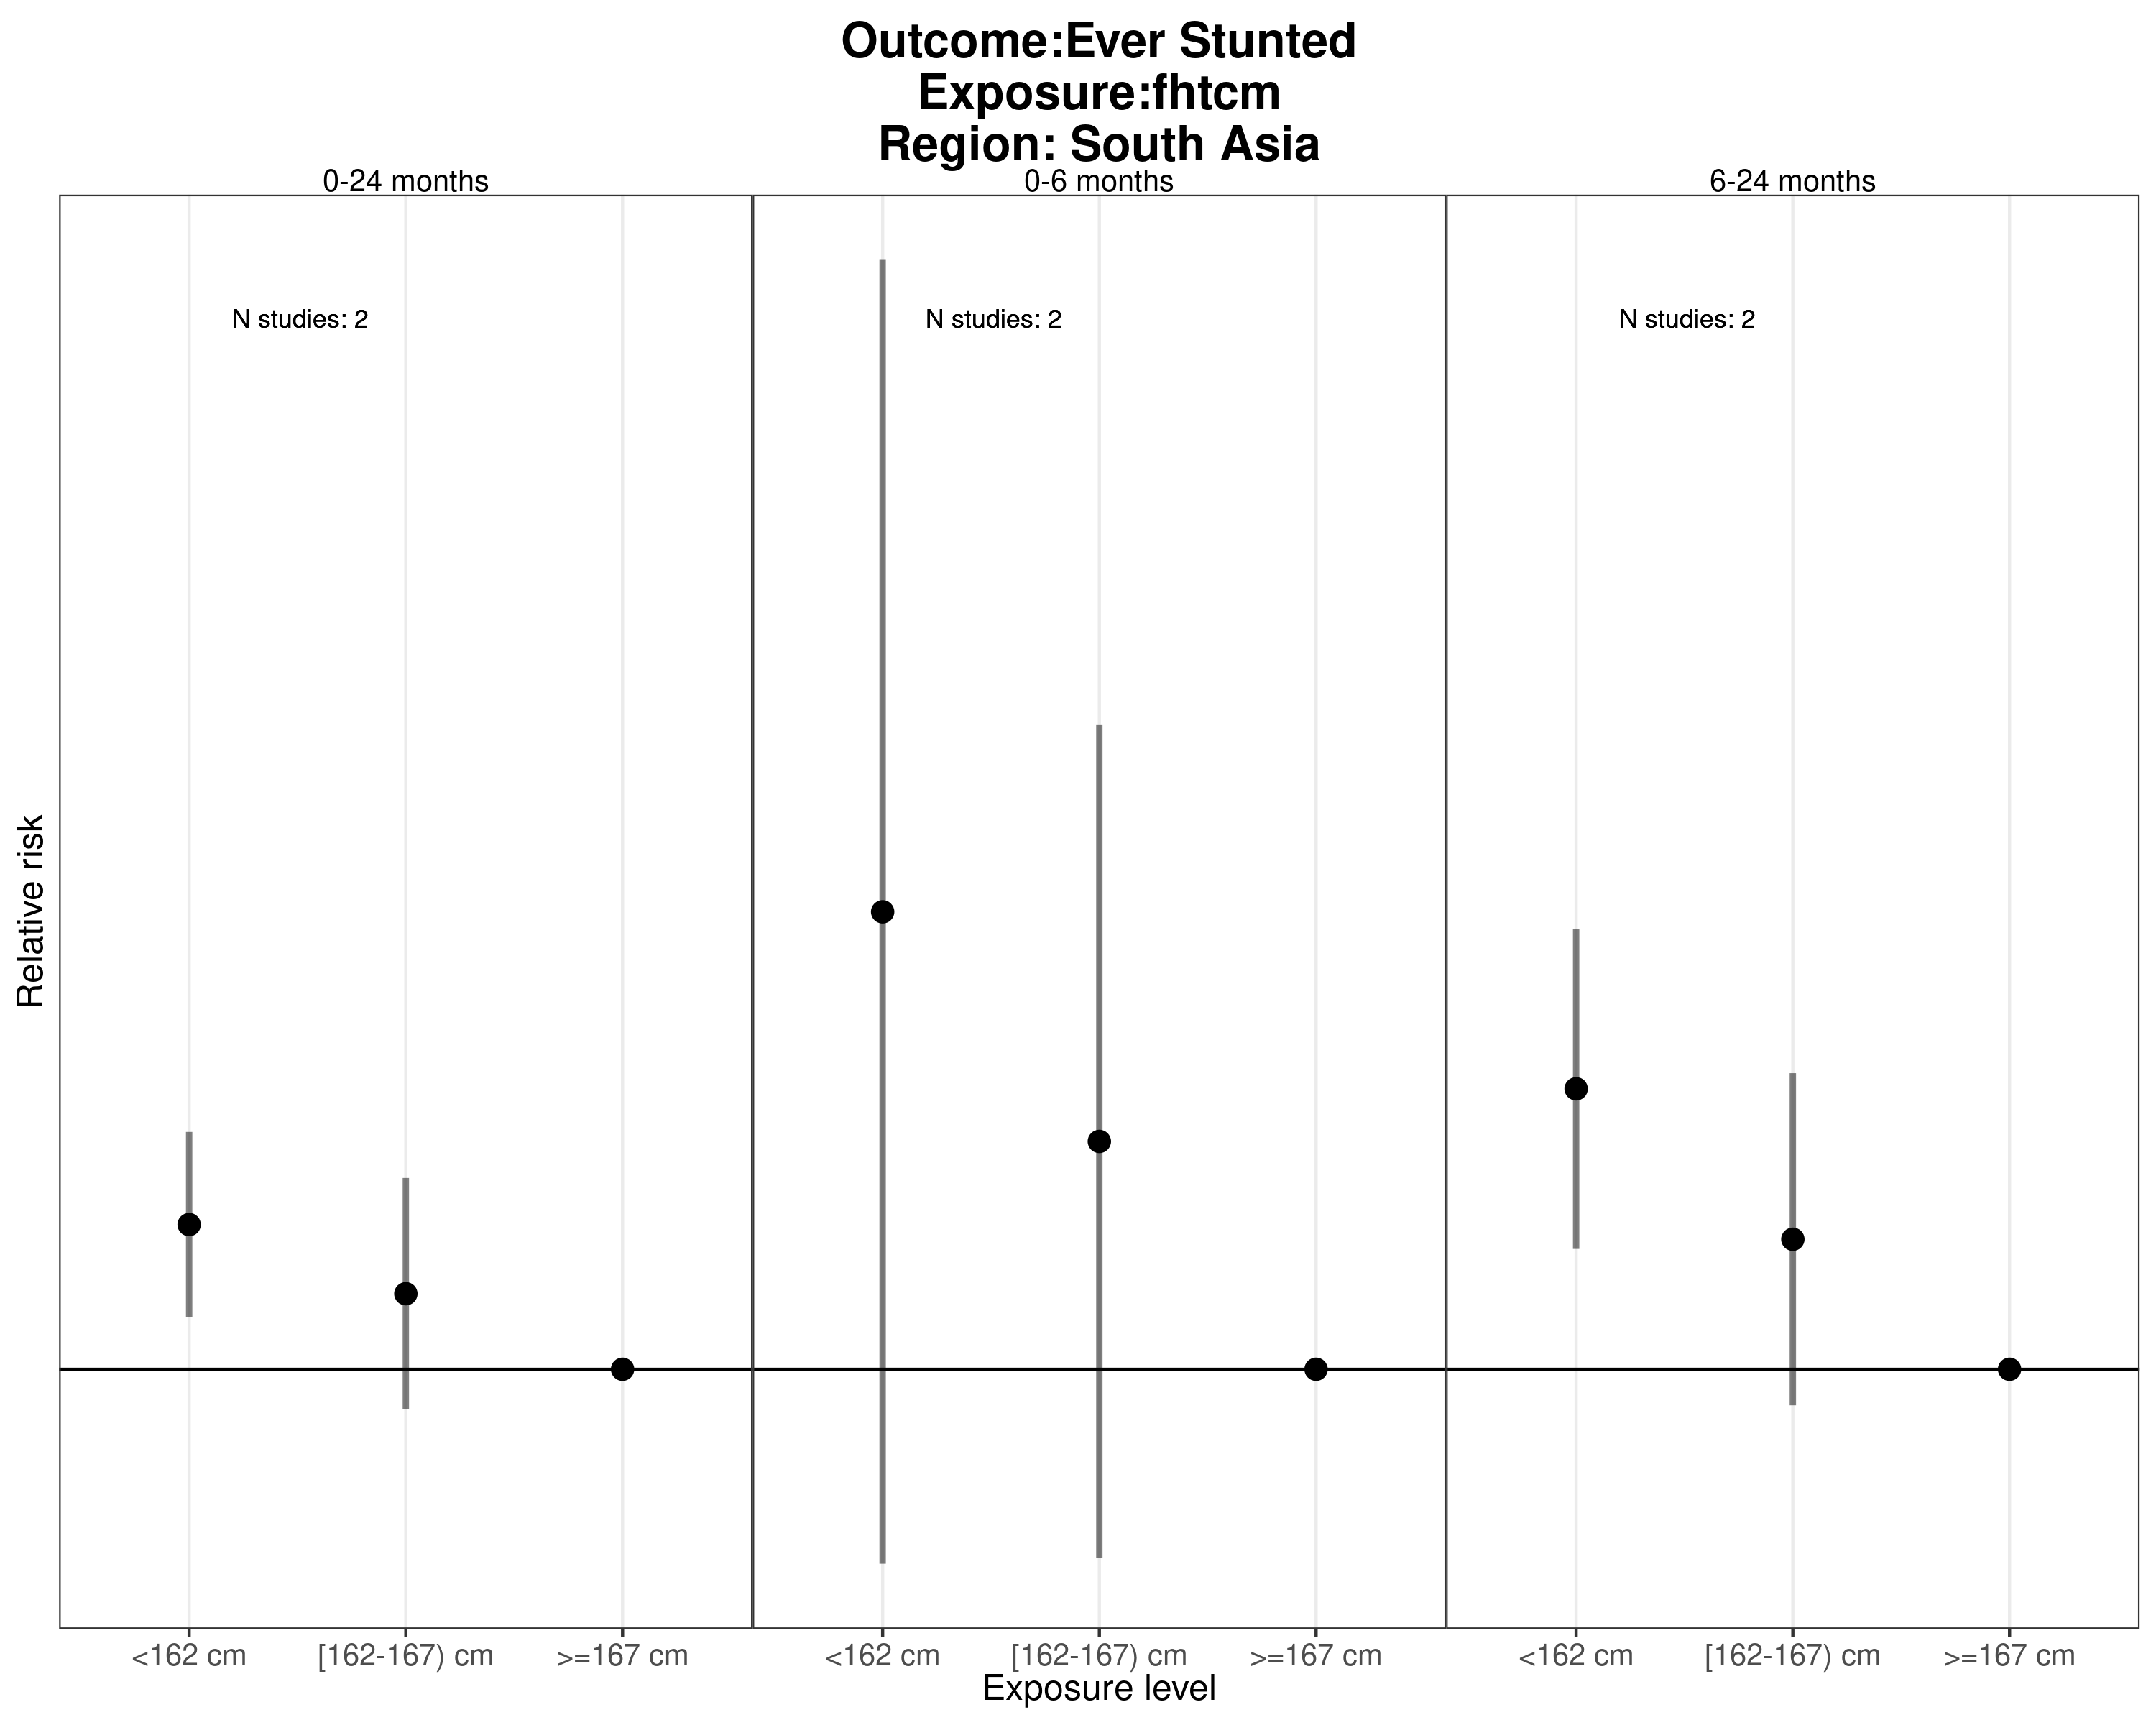 Outcome:Ever Stunted
Exposure:fhtcm
Region: South Asia
0-24 months
0-6 months
6-24 months
N studies: 2
N studies: 2
N studies: 2
Relative risk
<162 cm
[162-167) cm
>=167 cm
<162 cm
[162-167) cm
>=167 cm
<162 cm
[162-167) cm
>=167 cm
Exposure level